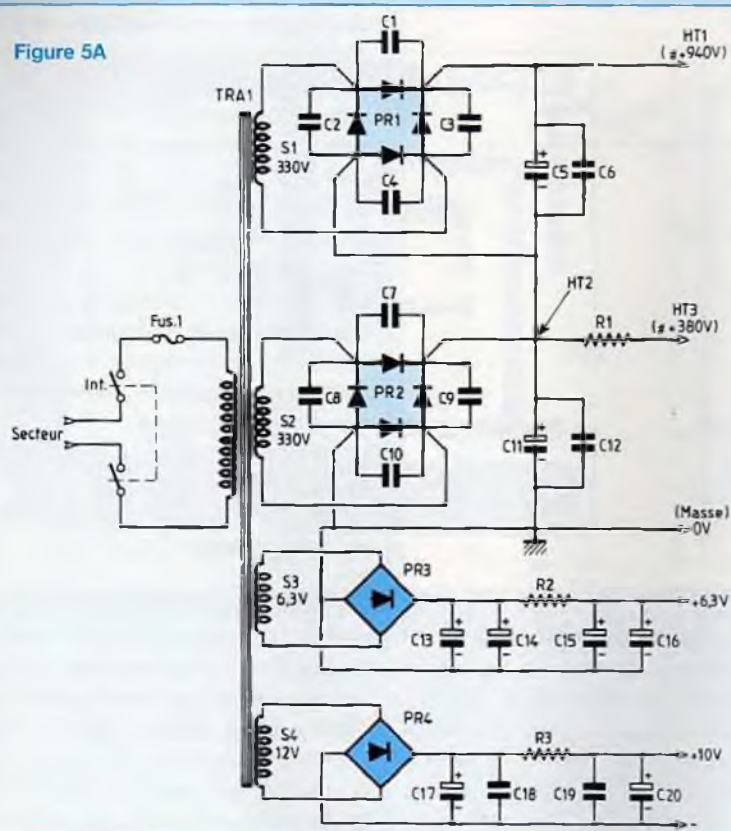 Figure 5A
C1
HT1
(≠+940V)
TRA1
C2
PR1
C3
S1
330V
C4
C5
C6
C7
HT2
R1
HT3
(≠+380V)
Fus.1
Int.
C8
PR2
C9
Secteur
S2
330V
C10
C11
C12
(Masse)
0V
S3
6,3V
PR3
R2
+6,3V
C13
C14
C15
C16
S4
12V
PR4
R3
+10V
C17
C18
C19
C20
-